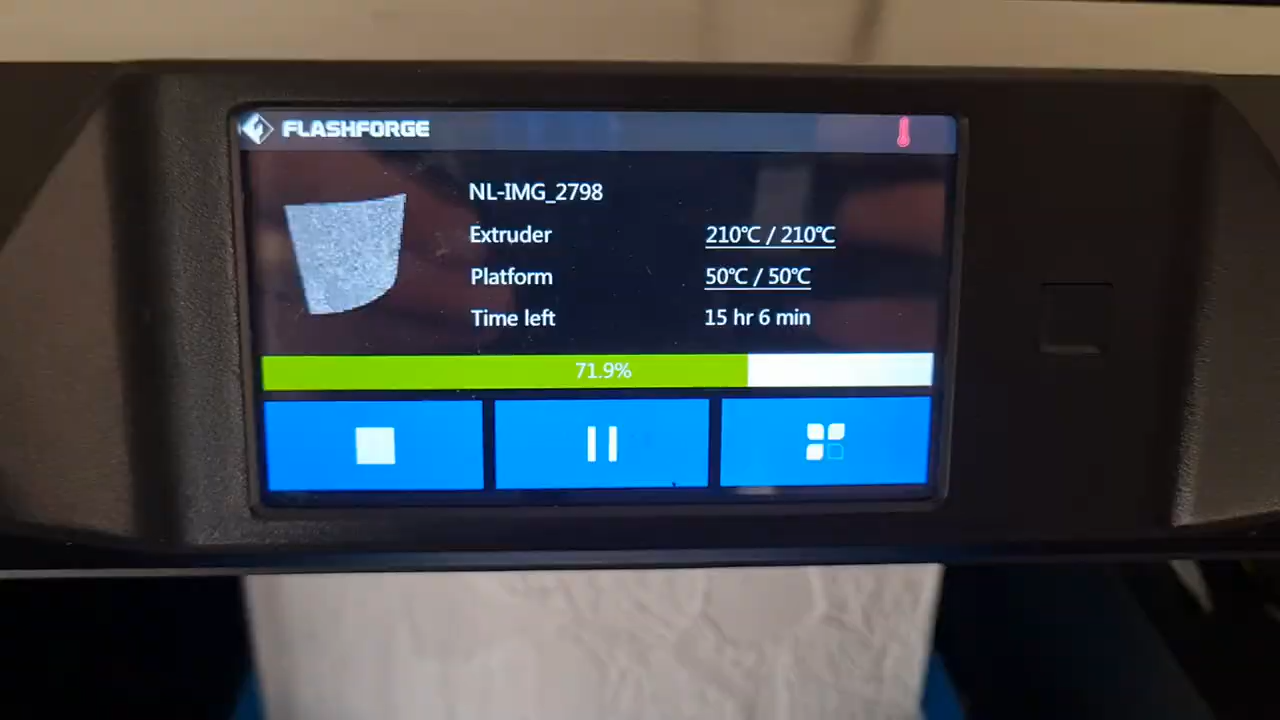 FLASHFORGE
NL-IMG_2798
Extruder 210℃ / 210℃
Platform 50℃ / 50℃
Time left 15 hr 6 min
71.9%